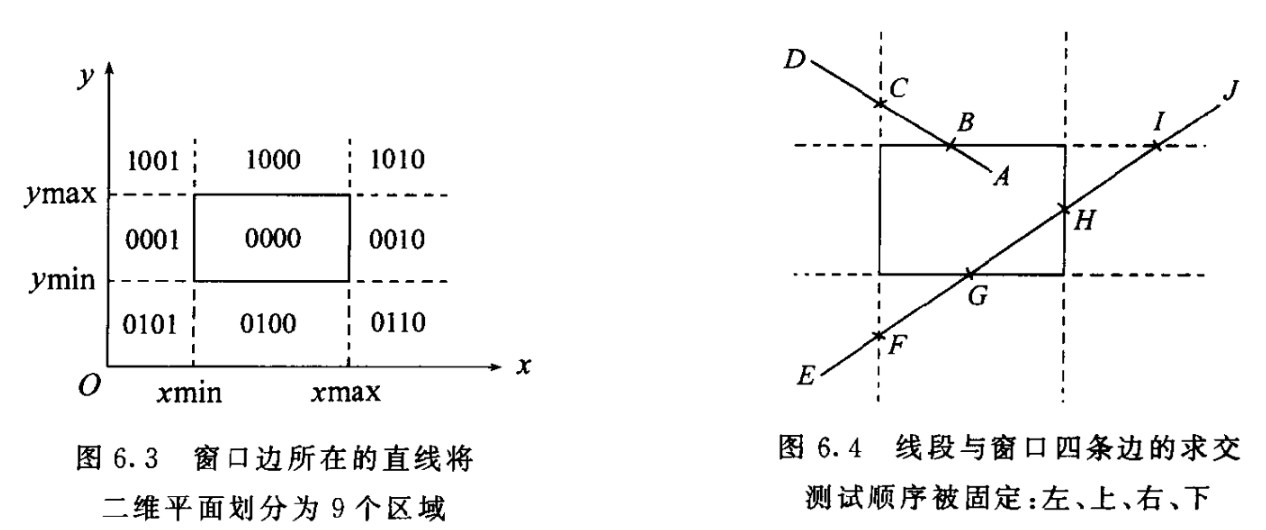 y
1001 1000 1010
ymax
0001 0000 0010
ymin
0101 0100 0110
O xmin xmax x
图 6.3 窗口边所在的直线将
二维平面划分为 9 个区域
D
C
B
A
I
J
H
G
F
E
图 6.4 线段与窗口四条边的求交
测试顺序被固定:左、上、右、下